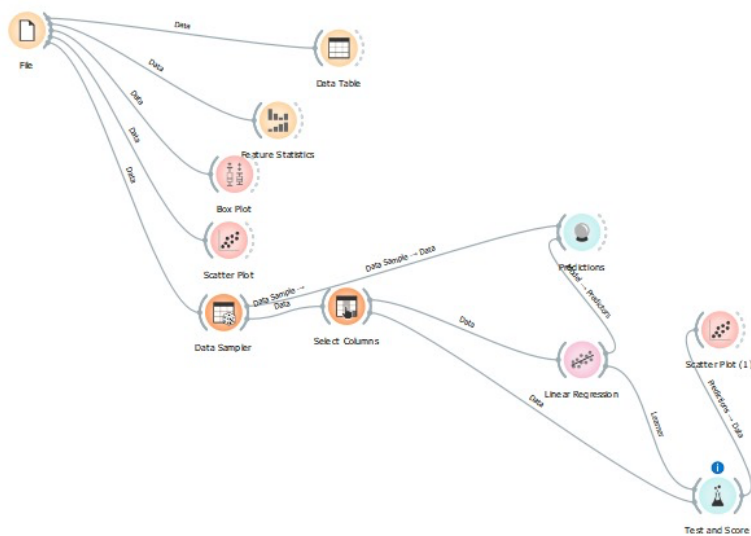 Data
File
Data Table
Data
Feature Statistics
Data
Box Plot
Data
Scatter Plot
Data
Data Sampler
Data Sample → Data
Data Sample →
Data
Select Columns
Predictions
Model → Predictions
Data
Linear Regression
Scatter Plot (1)
Predictions → Data
Data
Learner
Test and Score